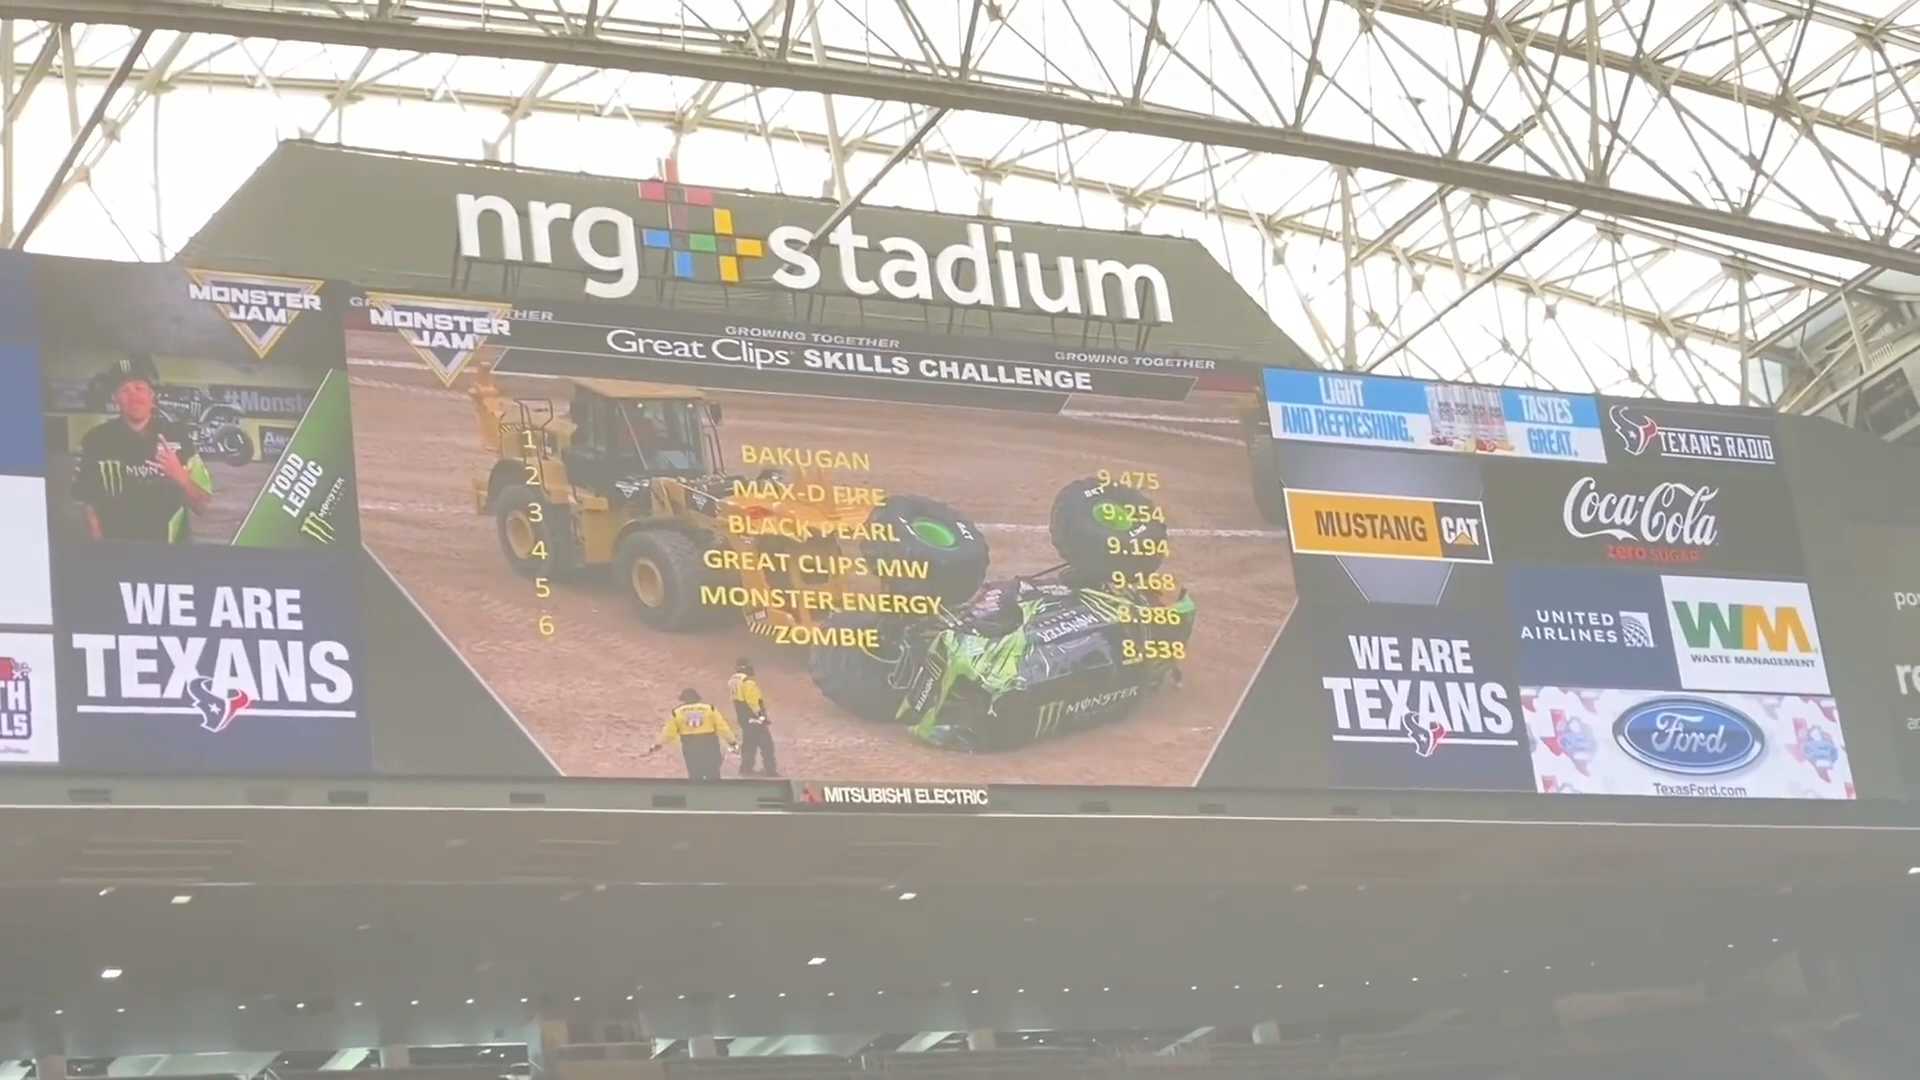 nrg stadium
MONSTER
JAM
#Monst
TODD
LEDUC
MONSTER
WE ARE
TEXANS
MONSTER
JAM
GROWING TOGETHER
GROWING TOGETHER
Great Clips SKILLS CHALLENGE
1 BAKUGAN 9.475
2 MAX-D FIRE 9.254
3 BLACK PEARL 9.194
4 GREAT CLIPS MW 9.168
5 MONSTER ENERGY 8.986
6 ZOMBIE 8.538
MONSTER
MITSUBISHI ELECTRIC
LIGHT
AND REFRESHING.
TASTES
GREAT.
TEXANS RADIO
MUSTANG CAT
Coca-Cola
zero SUGAR
UNITED
AIRLINES
WM
WASTE MANAGEMENT
WE ARE
TEXANS
Ford
TexasFord.com